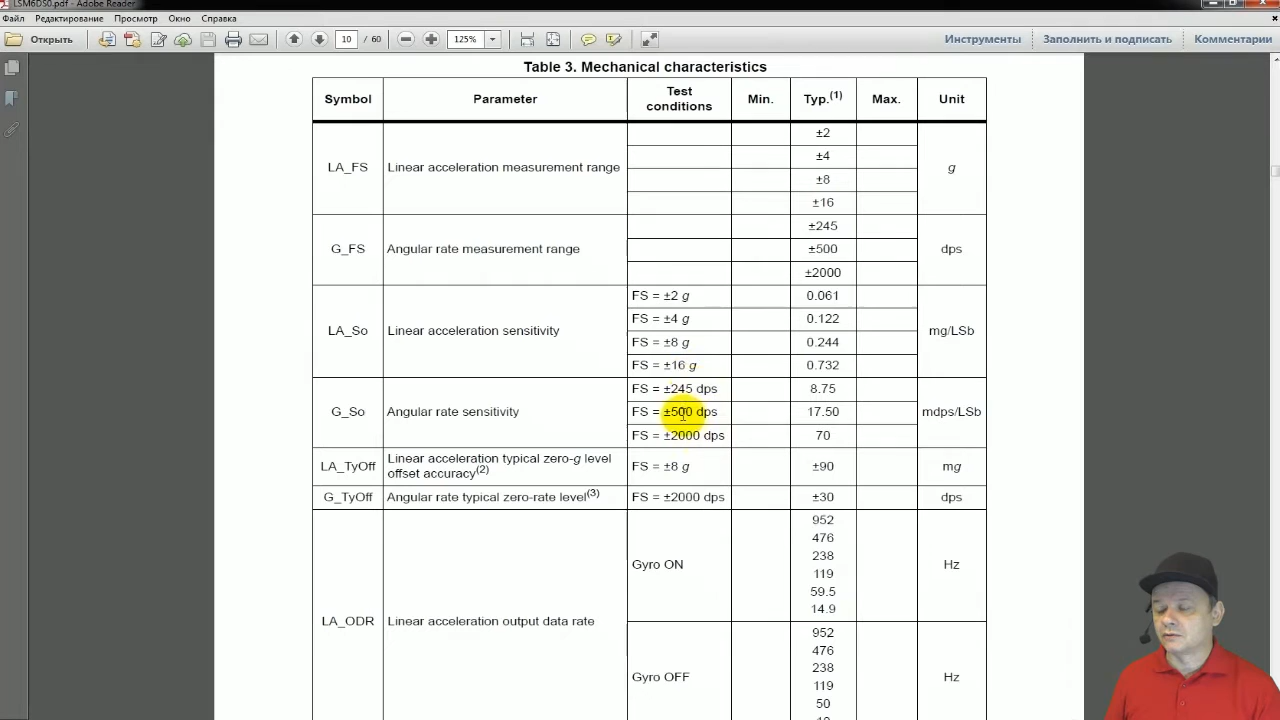 LSM6DS0.pdf - Adobe Reader
Файл Редактирование Просмотр Окно Справка
Открыть 10 / 60 125% Инструменты Заполнить и подписать Комментарии
Table 3. Mechanical characteristics
Symbol Parameter Test conditions Min. Typ.(1) Max. Unit
LA_FS Linear acceleration measurement range ±2 g
±4
±8
±16
G_FS Angular rate measurement range ±245 dps
±500
±2000
LA_So Linear acceleration sensitivity FS = ±2 g 0.061 mg/LSb
FS = ±4 g 0.122
FS = ±8 g 0.244
FS = ±16 g 0.732
G_So Angular rate sensitivity FS = ±245 dps 8.75 mdps/LSb
FS = ±500 dps 17.50
FS = ±2000 dps 70
LA_TyOff Linear acceleration typical zero-g level
offset accuracy(2) FS = ±8 g ±90 mg
G_TyOff Angular rate typical zero-rate level(3) FS = ±2000 dps ±30 dps
LA_ODR Linear acceleration output data rate Gyro ON 952 Hz
476
238
119
59.5
14.9
Gyro OFF 952 Hz
476
238
119
50